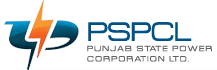 PSPCL
PUNJAB STATE POWER
CORPORATION LTD.